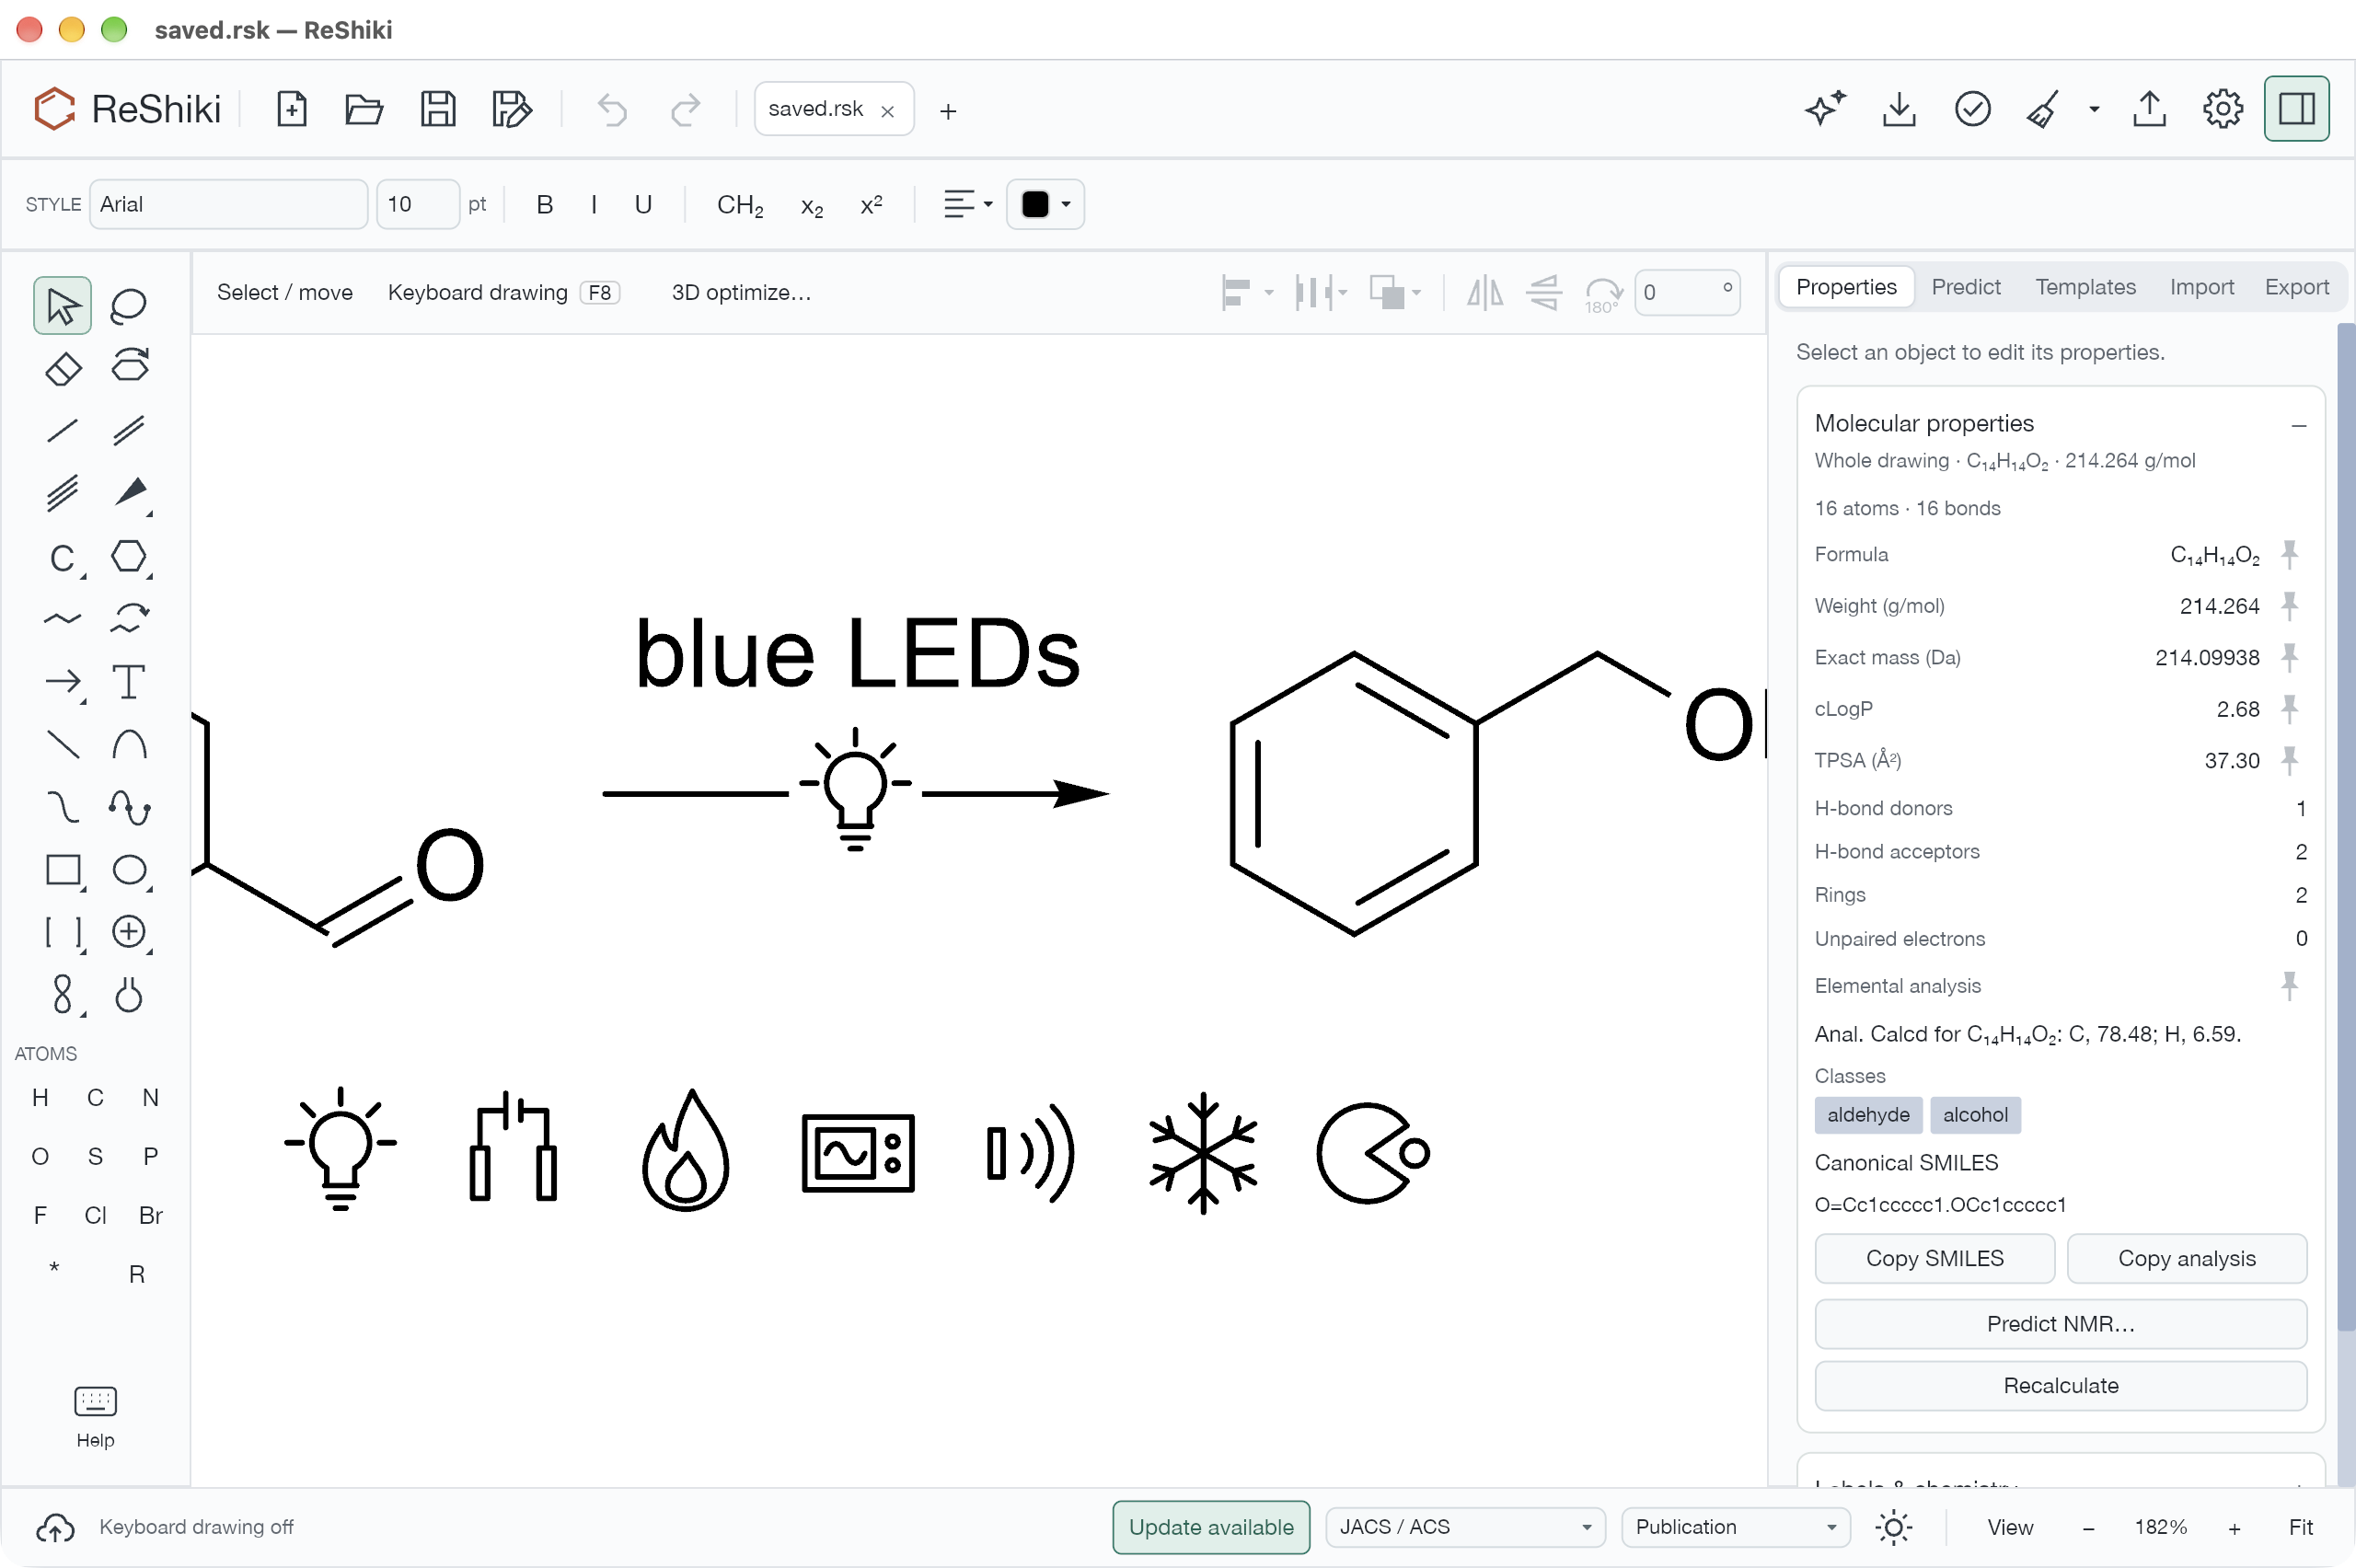 saved.rsk — ReShiki
ReShiki
saved.rsk × +
STYLE Arial 10 pt B I U CH₂ x₂ x²
Select / move Keyboard drawing F8 3D optimize...
180° 0 °
Properties Predict Templates Import Export
Select an object to edit its properties.
Molecular properties –
Whole drawing · C₁₄H₁₄O₂ · 214.264 g/mol
16 atoms · 16 bonds
Formula C₁₄H₁₄O₂
Weight (g/mol) 214.264
Exact mass (Da) 214.09938
cLogP 2.68
TPSA (Å²) 37.30
H-bond donors 1
H-bond acceptors 2
Rings 2
Unpaired electrons 0
Elemental analysis
Anal. Calcd for C₁₄H₁₄O₂: C, 78.48; H, 6.59.
Classes
aldehyde alcohol
Canonical SMILES
O=Cc1ccccc1.OCc1ccccc1
Copy SMILES Copy analysis
Predict NMR...
Recalculate
Labels & chemistry
blue LEDs
O
O
C
T
ATOMS
H C N
O S P
F Cl Br
* R
Help
Keyboard drawing off
Update available JACS / ACS Publication View – 182% + Fit